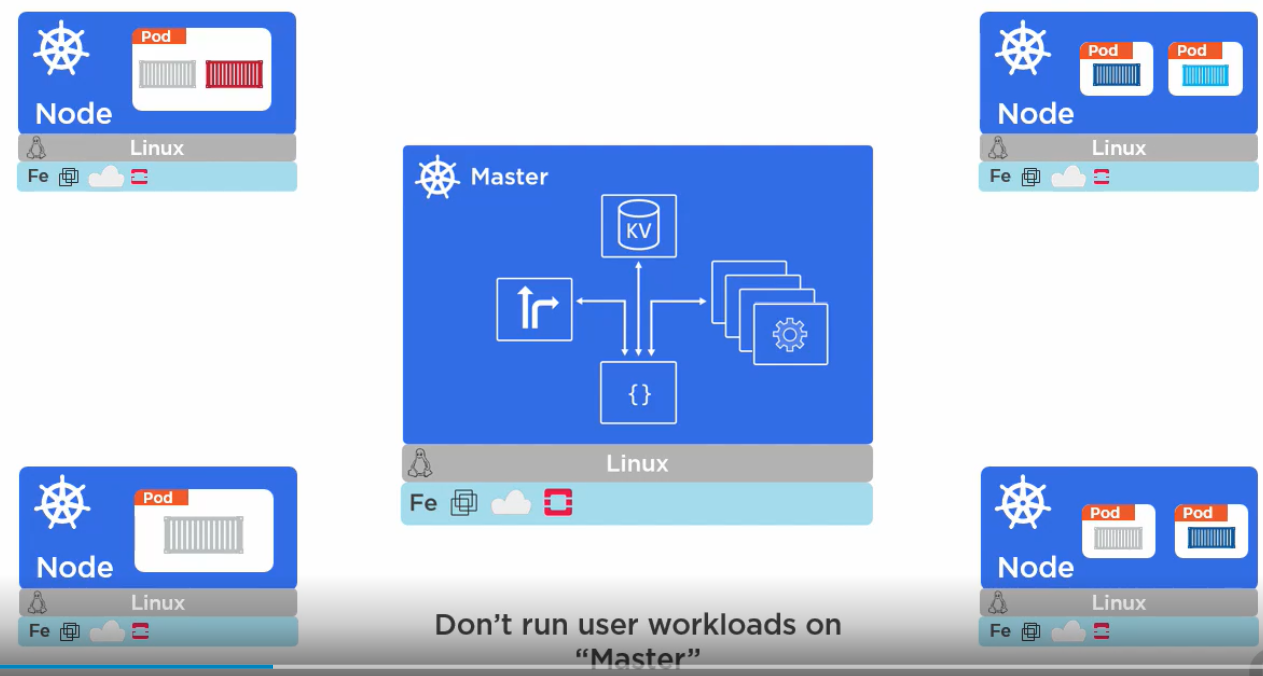 Pod
Node
Linux
Fe
Pod
Pod
Node
Linux
Fe
Master
KV
{}
Linux
Fe
Pod
Node
Linux
Fe
Pod
Pod
Node
Linux
Fe
Don’t run user workloads on
“Master”